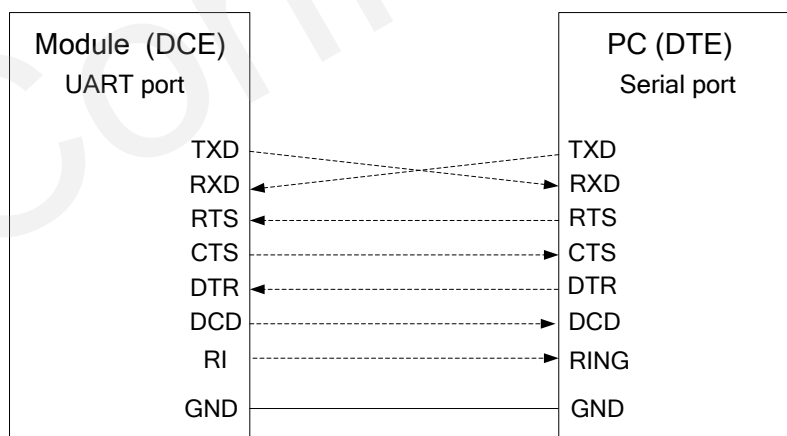 Module (DCE)
UART port
TXD
RXD
RTS
CTS
DTR
DCD
RI
GND
PC (DTE)
Serial port
TXD
RXD
RTS
CTS
DTR
DCD
RING
GND